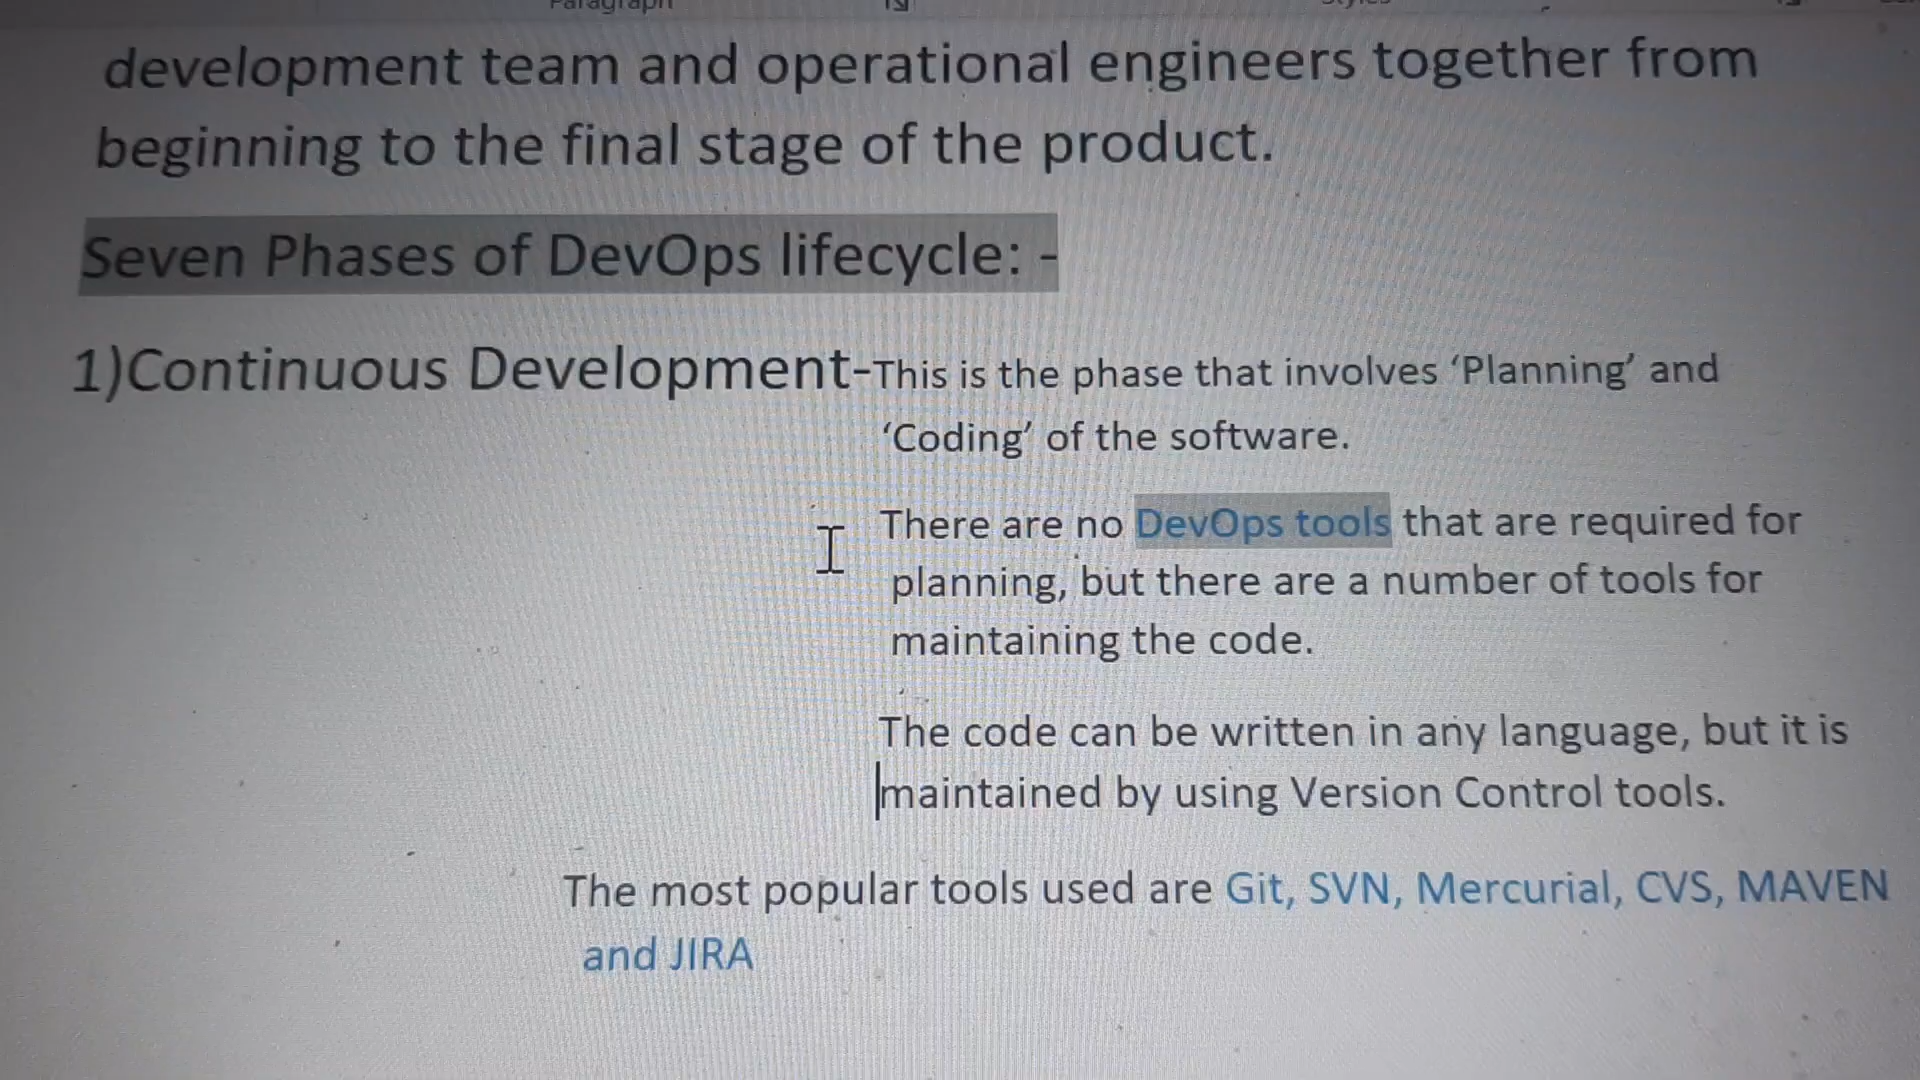 Paragraph
development team and operational engineers together from
beginning to the final stage of the product.
Seven Phases of DevOps lifecycle: -
1)Continuous Development-This is the phase that involves ‘Planning’ and
‘Coding’ of the software.
There are no DevOps tools that are required for
planning, but there are a number of tools for
maintaining the code.
The code can be written in any language, but it is
maintained by using Version Control tools.
The most popular tools used are Git, SVN, Mercurial, CVS, MAVEN
and JIRA